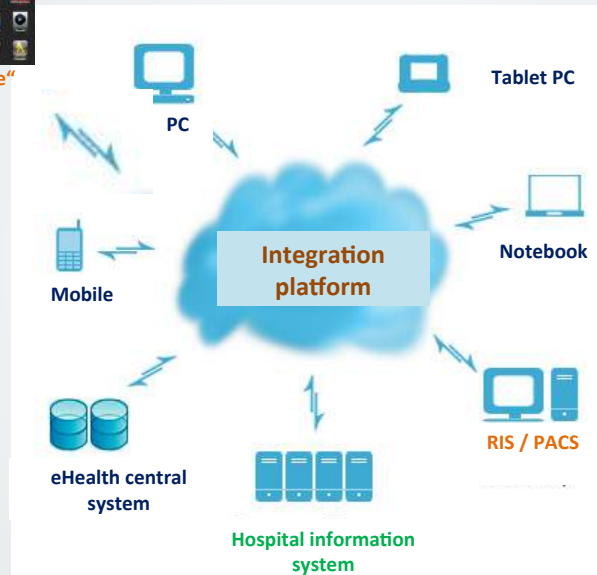 e“
PC
Tablet PC
Integration
platform
Notebook
Mobile
RIS / PACS
eHealth central
system
Hospital information
system